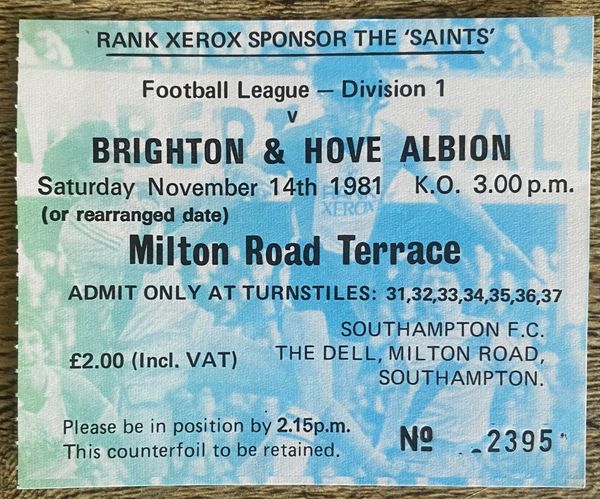 RANK XEROX SPONSOR THE 'SAINTS'
Football League — Division 1
v
BRIGHTON & HOVE ALBION
Saturday November 14th 1981 K.O. 3.00 p.m.
(or rearranged date)
Milton Road Terrace
ADMIT ONLY AT TURNSTILES: 31,32,33,34,35,36,37
SOUTHAMPTON F.C.
£2.00 (Incl. VAT) THE DELL, MILTON ROAD,
SOUTHAMPTON.
Please be in position by 2.15p.m.
This counterfoil to be retained.
Nº 2395
XEROX